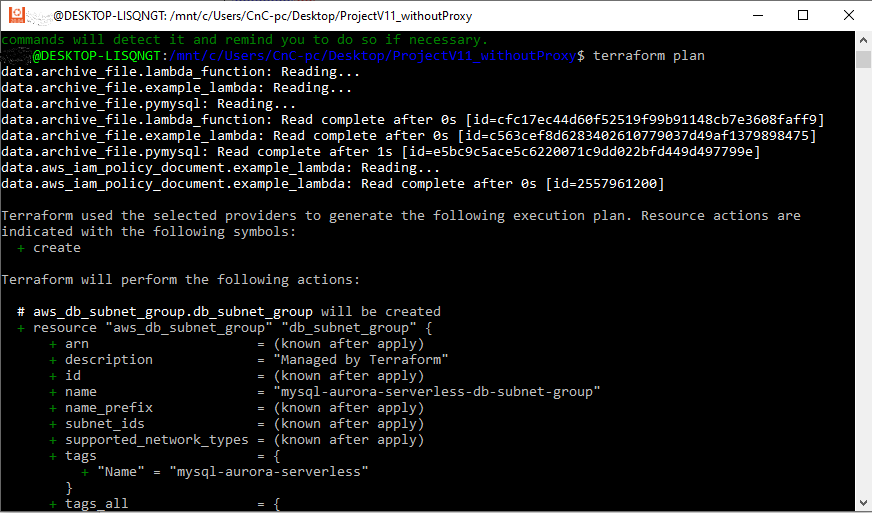 @DESKTOP-LISQNGT: /mnt/c/Users/CnC-pc/Desktop/ProjectV11_withoutProxy
commands will detect it and remind you to do so if necessary.
@DESKTOP-LISQNGT:/mnt/c/Users/CnC-pc/Desktop/ProjectV11_withoutProxy$ terraform plan
data.archive_file.lambda_function: Reading...
data.archive_file.example_lambda: Reading...
data.archive_file.pymysql: Reading...
data.archive_file.lambda_function: Read complete after 0s [id=cfc17ec44d60f52519f99b91148cb7e3608faff9]
data.archive_file.example_lambda: Read complete after 0s [id=c563cef8d6283402610779037d49af1379898475]
data.archive_file.pymysql: Read complete after 1s [id=e5bc9c5ace5c6220071c9dd022bfd449d497799e]
data.aws_iam_policy_document.example_lambda: Reading...
data.aws_iam_policy_document.example_lambda: Read complete after 0s [id=2557961200]
Terraform used the selected providers to generate the following execution plan. Resource actions are
indicated with the following symbols:
+ create
Terraform will perform the following actions:
# aws_db_subnet_group.db_subnet_group will be created
+ resource "aws_db_subnet_group" "db_subnet_group" {
+ arn = (known after apply)
+ description = "Managed by Terraform"
+ id = (known after apply)
+ name = "mysql-aurora-serverless-db-subnet-group"
+ name_prefix = (known after apply)
+ subnet_ids = (known after apply)
+ supported_network_types = (known after apply)
+ tags = {
+ "Name" = "mysql-aurora-serverless"
}
+ tags_all = {